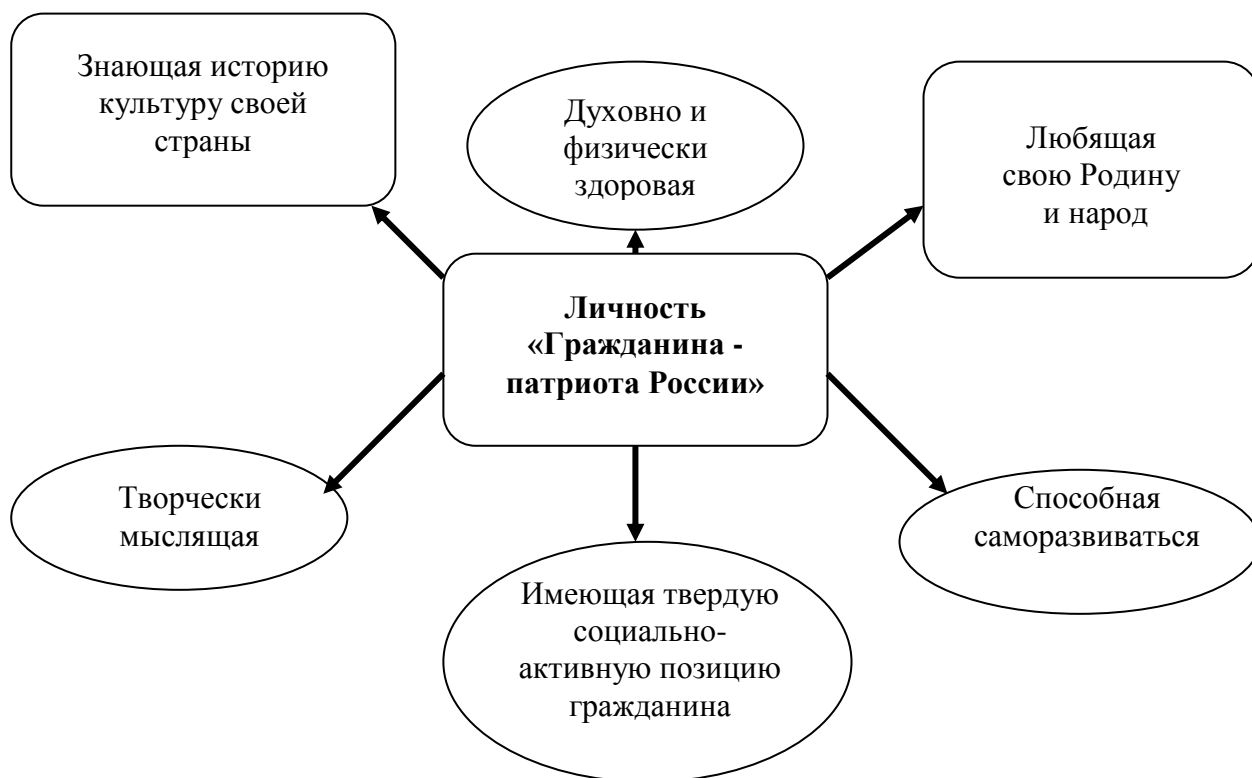 Знающая историю
культуру своей
страны
Духовно и
физически
здоровая
Любящая
свою Родину
и народ
Личность
«Гражданина -
патриота России»
Творчески
мыслящая
Имеющая твердую
социально-
активную позицию
гражданина
Способная
саморазвиваться